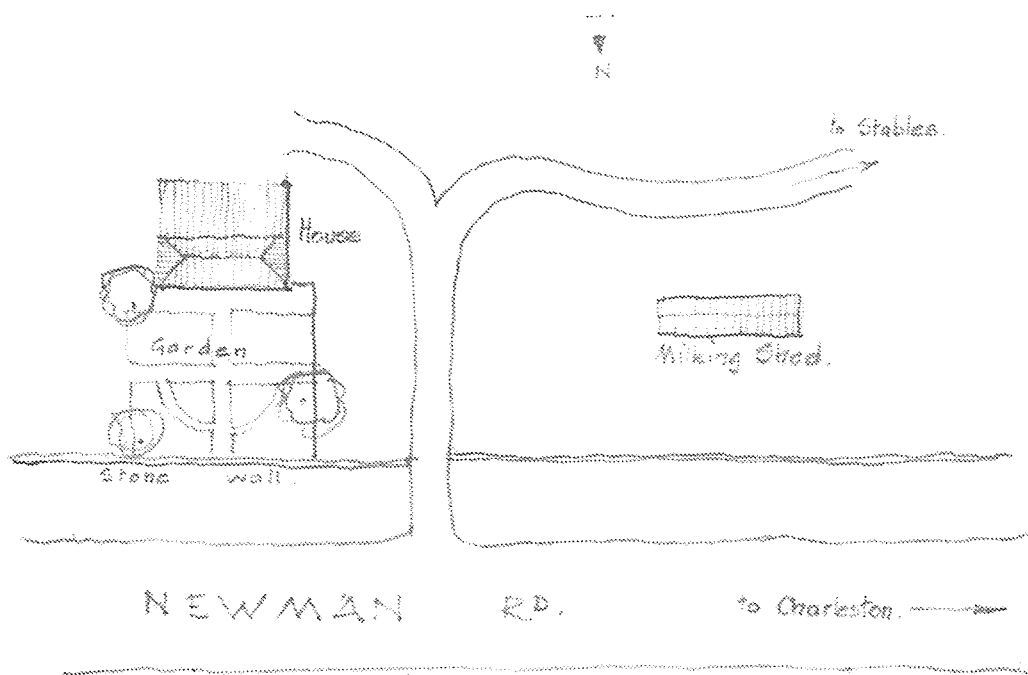 N
to Stables.
House
Garden
Milking Shed.
Stone Wall.
NEWMAN RD.
to Charleston.